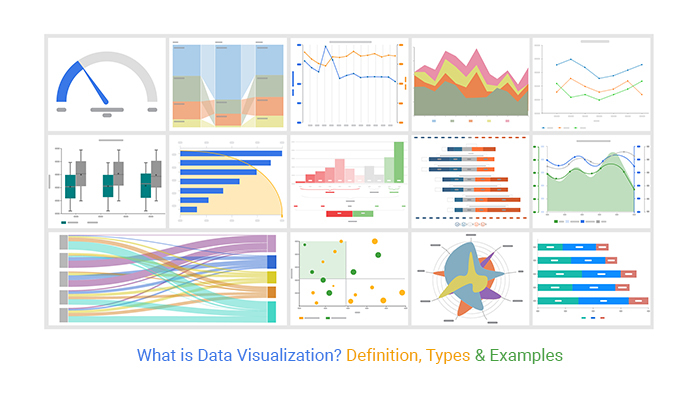 What is Data Visualization? Definition, Types & Examples